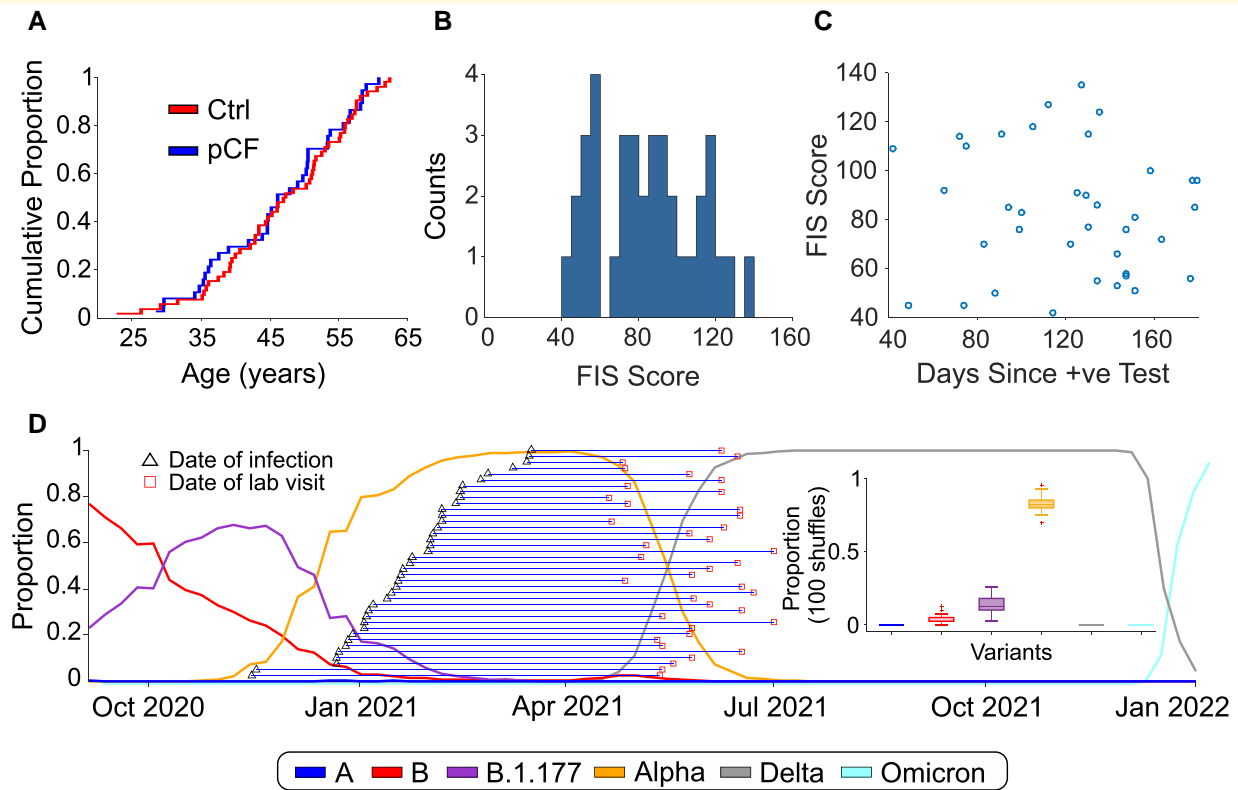 A
Cumulative Proportion
1
0.8
0.6
0.4
0.2
0
25 35 45 55 65
Age (years)
Ctrl
pCF
B
Counts
4
3
2
1
0
0 40 80 120 160
FIS Score
C
FIS Score
140
120
100
80
60
40
80 120 160
Days Since +ve Test
D
Proportion
1
0.8
0.6
0.4
0.2
0
Date of infection
Date of lab visit
Oct 2020 Jan 2021 Apr 2021 Jul 2021 Oct 2021 Jan 2022
Proportion
(100 shuffles)
1
0.5
0
Variants
A B B.1.177 Alpha Delta Omicron